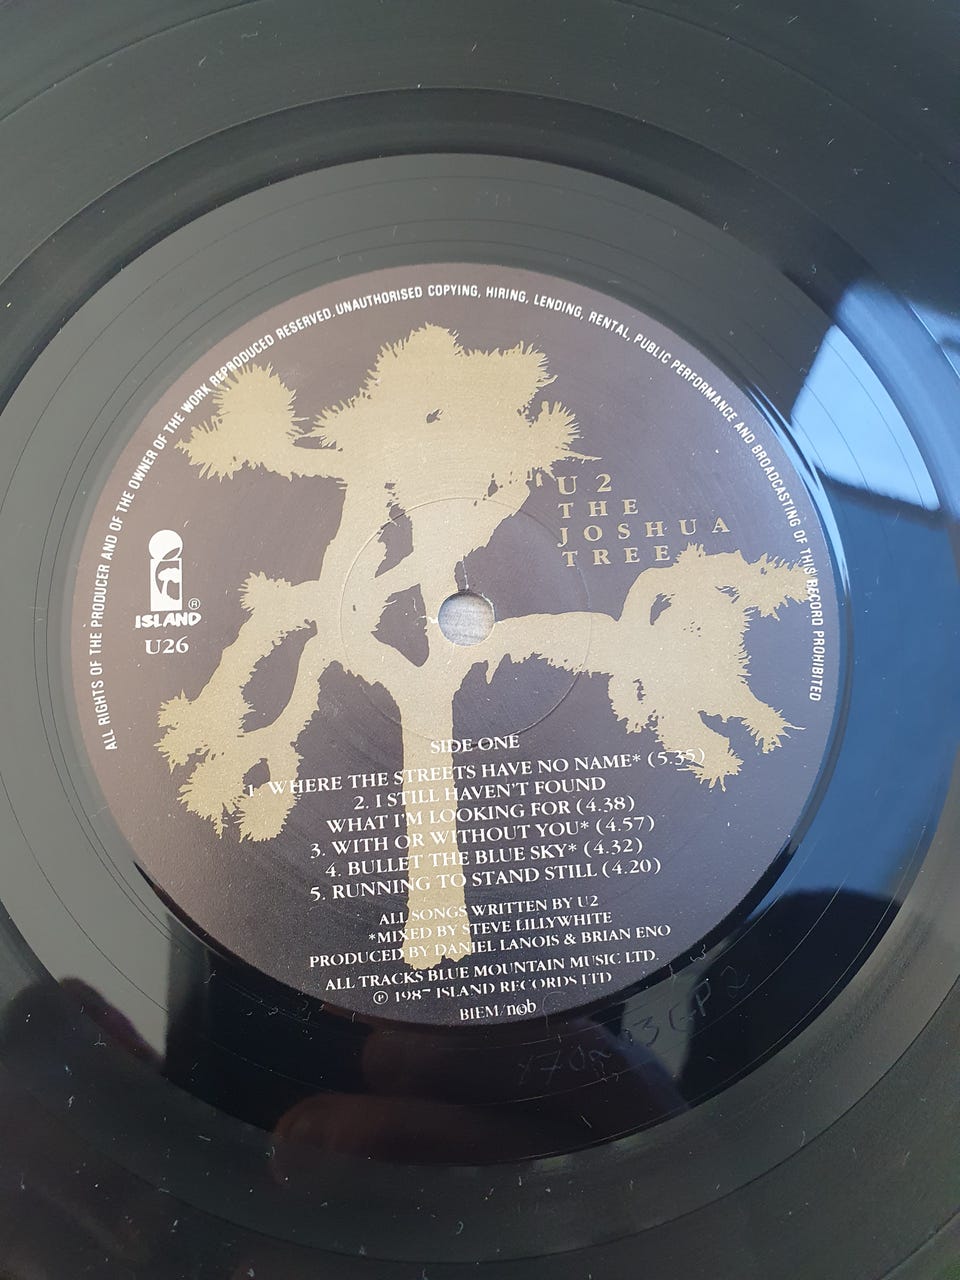 ALL RIGHTS OF THE PRODUCER AND OF THE OWNER OF THE WORK REPRODUCED RESERVED. UNAUTHORISED COPYING, HIRING, LENDING, RENTAL, PUBLIC PERFORMANCE AND BROADCASTING OF THIS RECORD PROHIBITED
U2
THE
JOSHUA
TREE
ISLAND®
U26
SIDE ONE
1. WHERE THE STREETS HAVE NO NAME* (5.35)
2. I STILL HAVEN'T FOUND
WHAT I'M LOOKING FOR (4.38)
3. WITH OR WITHOUT YOU* (4.57)
4. BULLET THE BLUE SKY* (4.32)
5. RUNNING TO STAND STILL (4.20)
ALL SONGS WRITTEN BY U2
*MIXED BY STEVE LILLYWHITE
PRODUCED BY DANIEL LANOIS & BRIAN ENO
ALL TRACKS BLUE MOUNTAIN MUSIC LTD.
℗ 1987 ISLAND RECORDS LTD
BIEM/ncb